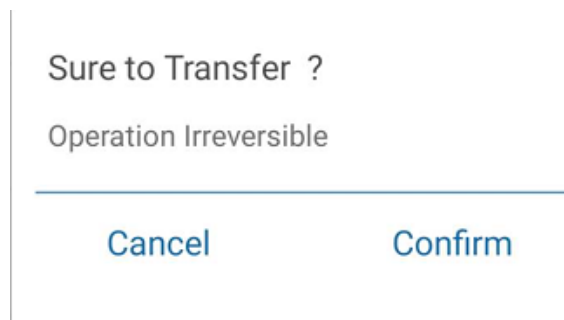 Sure to Transfer ?
Operation Irreversible
Cancel Confirm